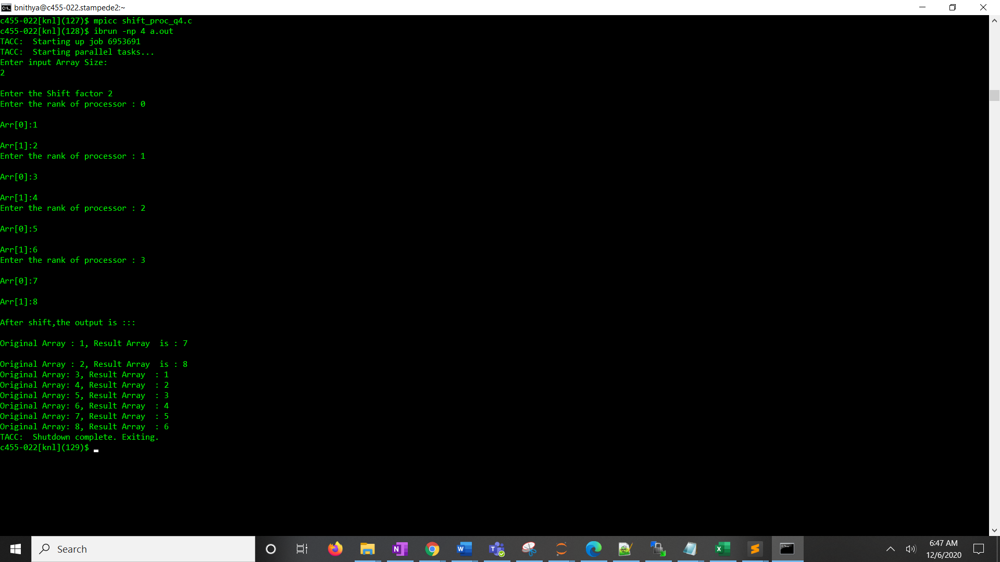 bnithya@c455-022.stampede2:~
c455-022[knl](127)$ mpicc shift_proc_q4.c
c455-022[knl](128)$ ibrun -np 4 a.out
TACC:  Starting up job 6953691
TACC:  Starting parallel tasks...
Enter input Array Size:
2
Enter the Shift factor 2
Enter the rank of processor : 0
Arr[0]:1
Arr[1]:2
Enter the rank of processor : 1
Arr[0]:3
Arr[1]:4
Enter the rank of processor : 2
Arr[0]:5
Arr[1]:6
Enter the rank of processor : 3
Arr[0]:7
Arr[1]:8
After shift,the output is :::
Original Array : 1, Result Array  is : 7
Original Array : 2, Result Array  is : 8
Original Array: 3, Result Array  : 1
Original Array: 4, Result Array  : 2
Original Array: 5, Result Array  : 3
Original Array: 6, Result Array  : 4
Original Array: 7, Result Array  : 5
Original Array: 8, Result Array  : 6
TACC:  Shutdown complete. Exiting.
c455-022[knl](129)$
Search
6:47 AM
12/6/2020